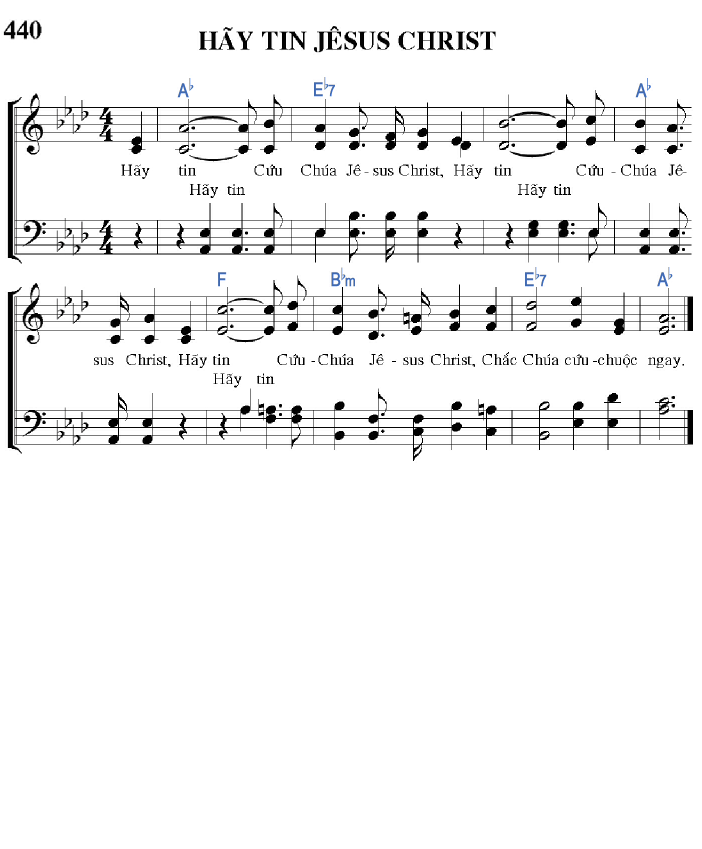 440
HÃY TIN JÊSUS CHRIST
A♭ E♭7 A♭
Hãy tin Cứu Chúa Jê - sus Christ, Hãy tin Cứu - Chúa Jê-
Hãy tin Hãy tin
F B♭m E♭7 A♭
sus Christ, Hãy tin Cứu - Chúa Jê - sus Christ, Chắc Chúa cứu - chuộc ngay.
Hãy tin